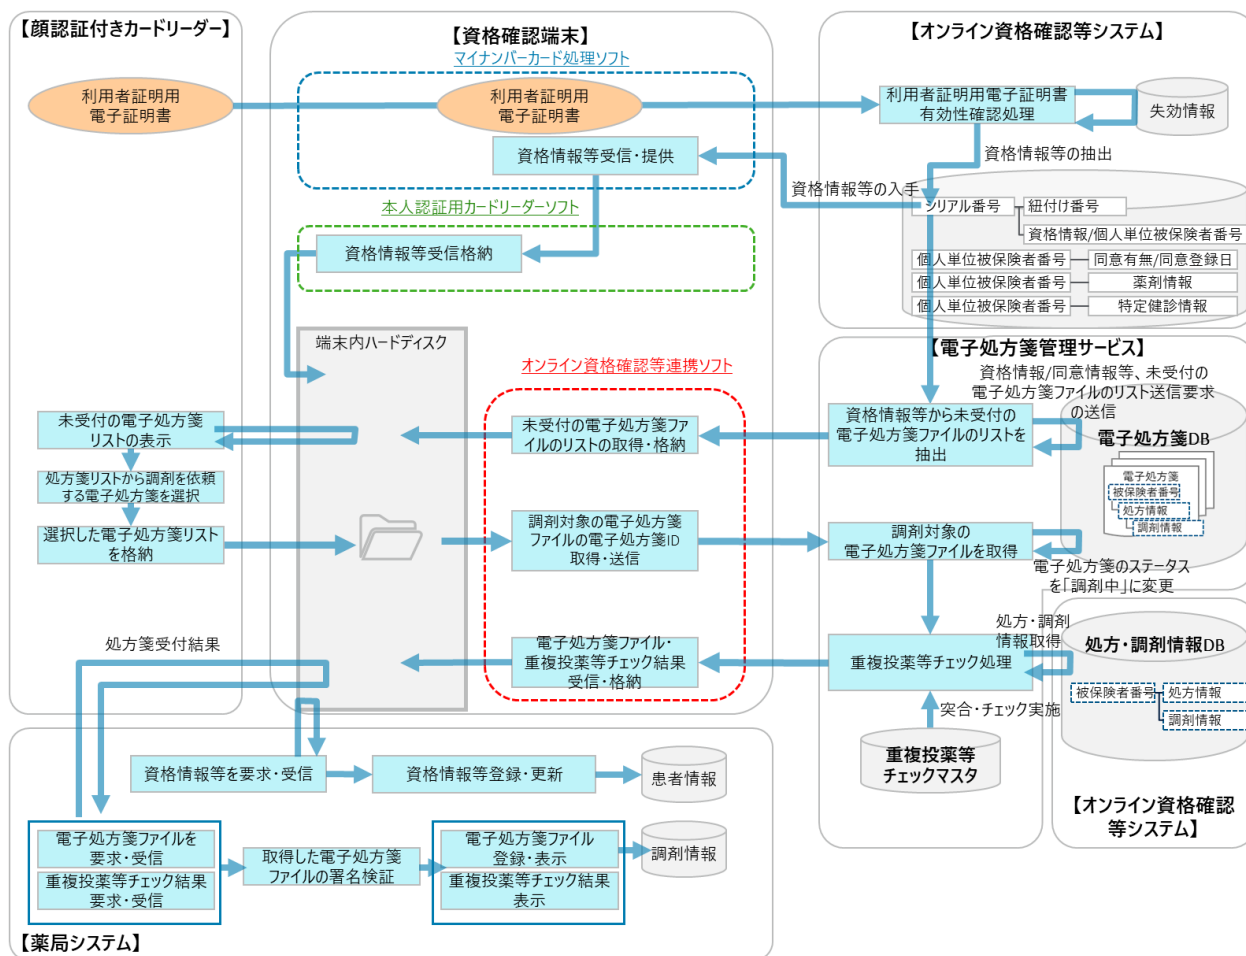 【顔認証付きカードリーダー】
利用者証明用
電子証明書
【資格確認端末】
マイナンバーカード処理ソフト
利用者証明用
電子証明書
資格情報等受信・提供
本人認証用カードリーダーソフト
資格情報等受信格納
【オンライン資格確認等システム】
利用者証明用電子証明書
有効性確認処理
失効情報
資格情報等の抽出
資格情報等の入手
シリアル番号
紐付け番号
資格情報/個人単位被保険者番号
個人単位被保険者番号
同意有無/同意登録日
個人単位被保険者番号
薬剤情報
個人単位被保険者番号
特定健診情報
端末内ハードディスク
オンライン資格確認等連携ソフト
【電子処方箋管理サービス】
資格情報/同意情報等、未受付の
電子処方箋ファイルのリスト送信要求
の送信
未受付の電子処方箋
リストの表示
処方箋リストから調剤を依頼
する電子処方箋を選択
選択した電子処方箋リスト
を格納
未受付の電子処方箋ファ
イルのリストの取得・格納
資格情報等から未受付の
電子処方箋ファイルのリストを
抽出
電子処方箋DB
電子処方箋
被保険者番号
処方情報
調剤情報
調剤対象の電子処方箋
ファイルの電子処方箋ID
取得・送信
調剤対象の
電子処方箋ファイルを取得
電子処方箋のステータス
を「調剤中」に変更
処方箋受付結果
電子処方箋ファイル・
重複投薬等チェック結果
受信・格納
重複投薬等チェック処理
処方・調剤
情報取得
処方・調剤情報DB
被保険者番号
処方情報
調剤情報
突合・チェック実施
重複投薬等
チェックマスタ
【オンライン資格確認
等システム】
資格情報等を要求・受信
資格情報等登録・更新
患者情報
電子処方箋ファイルを
要求・受信
重複投薬等チェック結果
要求・受信
取得した電子処方箋
ファイルの署名検証
電子処方箋ファイル
登録・表示
重複投薬等チェック結果
表示
調剤情報
【薬局システム】